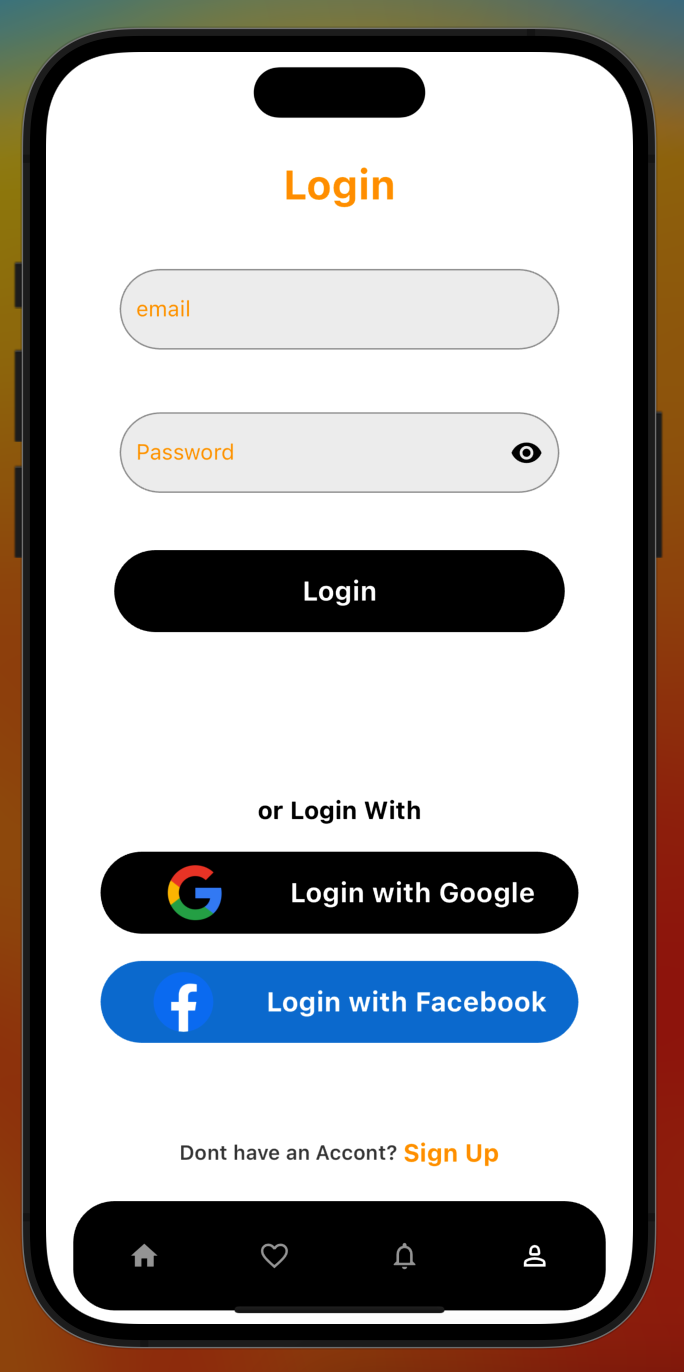 Login
email
Password
Login
or Login With
Login with Google
Login with Facebook
Dont have an Accont? Sign Up